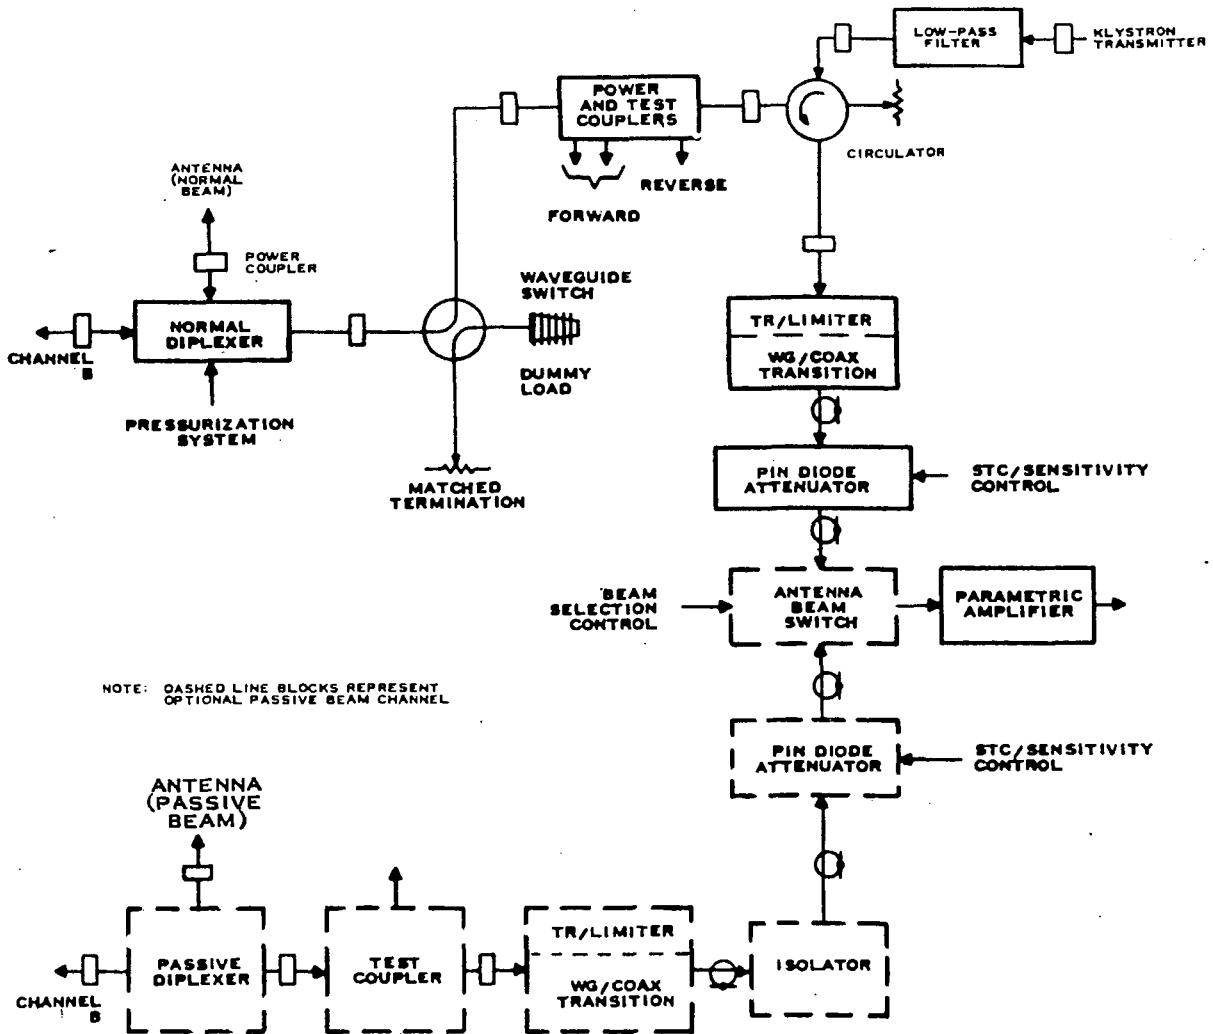 LOW-PASS
FILTER
KLYSTRON
TRANSMITTER
POWER
AND TEST
COUPLERS
CIRCULATOR
REVERSE
FORWARD
ANTENNA
(NORMAL
BEAM)
POWER
COUPLER
NORMAL
DIPLEXER
CHANNEL
B
PRESSURIZATION
SYSTEM
WAVEGUIDE
SWITCH
DUMMY
LOAD
MATCHED
TERMINATION
TR/LIMITER
WG/COAX
TRANSITION
PIN DIODE
ATTENUATOR
STC/SENSITIVITY
CONTROL
BEAM
SELECTION
CONTROL
ANTENNA
BEAM
SWITCH
PARAMETRIC
AMPLIFIER
NOTE: DASHED LINE BLOCKS REPRESENT
OPTIONAL PASSIVE BEAM CHANNEL
PIN DIODE
ATTENUATOR
STC/SENSITIVITY
CONTROL
ANTENNA
(PASSIVE
BEAM)
CHANNEL
B
PASSIVE
DIPLEXER
TEST
COUPLER
TR/LIMITER
WG/COAX
TRANSITION
ISOLATOR